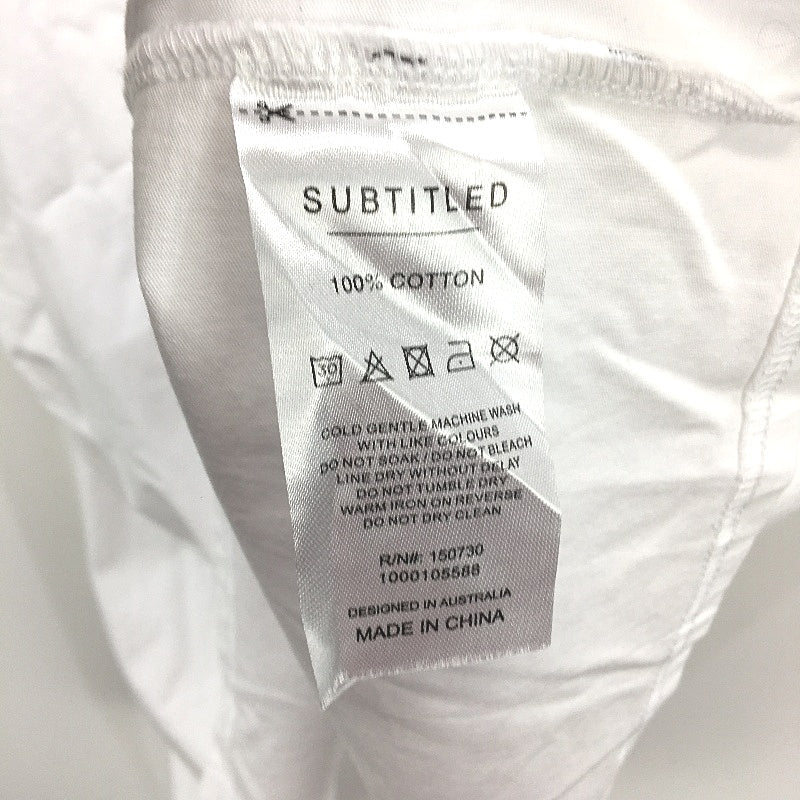 SUBTITLED
100% COTTON
30
COLD GENTLE MACHINE WASH
WITH LIKE COLOURS
DO NOT SOAK / DO NOT BLEACH
LINE DRY WITHOUT DELAY
DO NOT TUMBLE DRY
WARM IRON ON REVERSE
DO NOT DRY CLEAN
R/N#: 150730
1000105588
DESIGNED IN AUSTRALIA
MADE IN CHINA